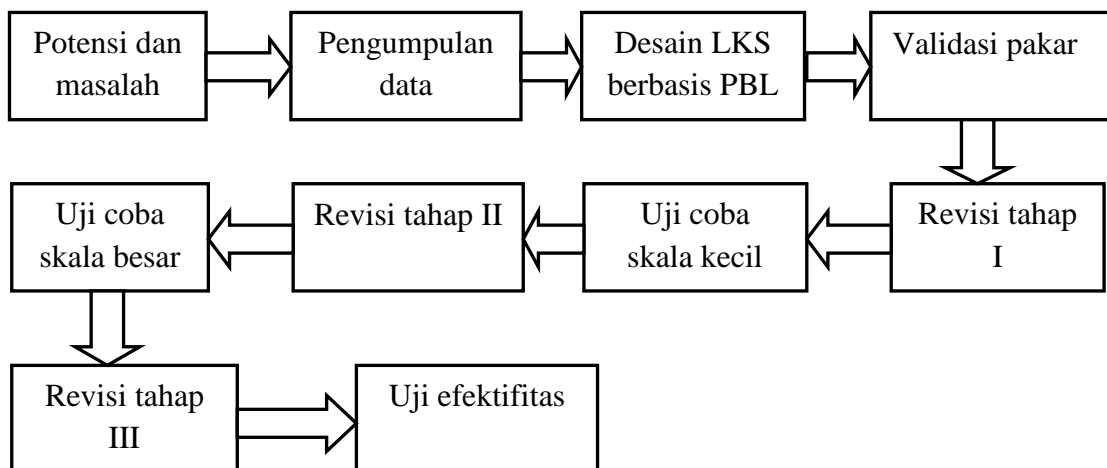 Potensi dan
masalah
Pengumpulan
data
Desain LKS
berbasis PBL
Validasi pakar
Revisi tahap
I
Uji coba
skala kecil
Revisi tahap II
Uji coba
skala besar
Revisi tahap
III
Uji efektifitas